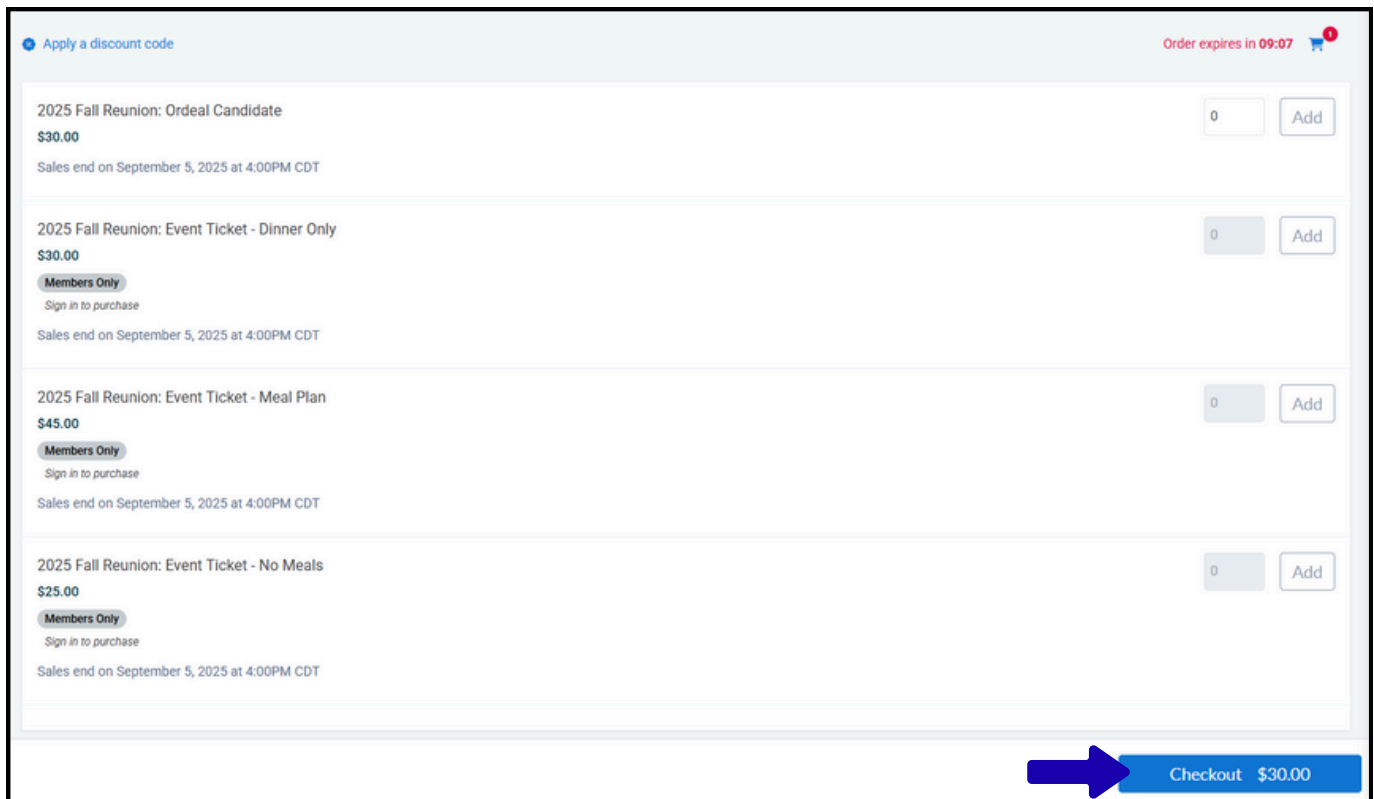 Apply a discount code
Order expires in 09:07
1
2025 Fall Reunion: Ordeal Candidate
0
Add
$30.00
Sales end on September 5, 2025 at 4:00PM CDT
2025 Fall Reunion: Event Ticket - Dinner Only
0
Add
$30.00
Members Only
Sign in to purchase
Sales end on September 5, 2025 at 4:00PM CDT
2025 Fall Reunion: Event Ticket - Meal Plan
0
Add
$45.00
Members Only
Sign in to purchase
Sales end on September 5, 2025 at 4:00PM CDT
2025 Fall Reunion: Event Ticket - No Meals
0
Add
$25.00
Members Only
Sign in to purchase
Sales end on September 5, 2025 at 4:00PM CDT
Checkout $30.00